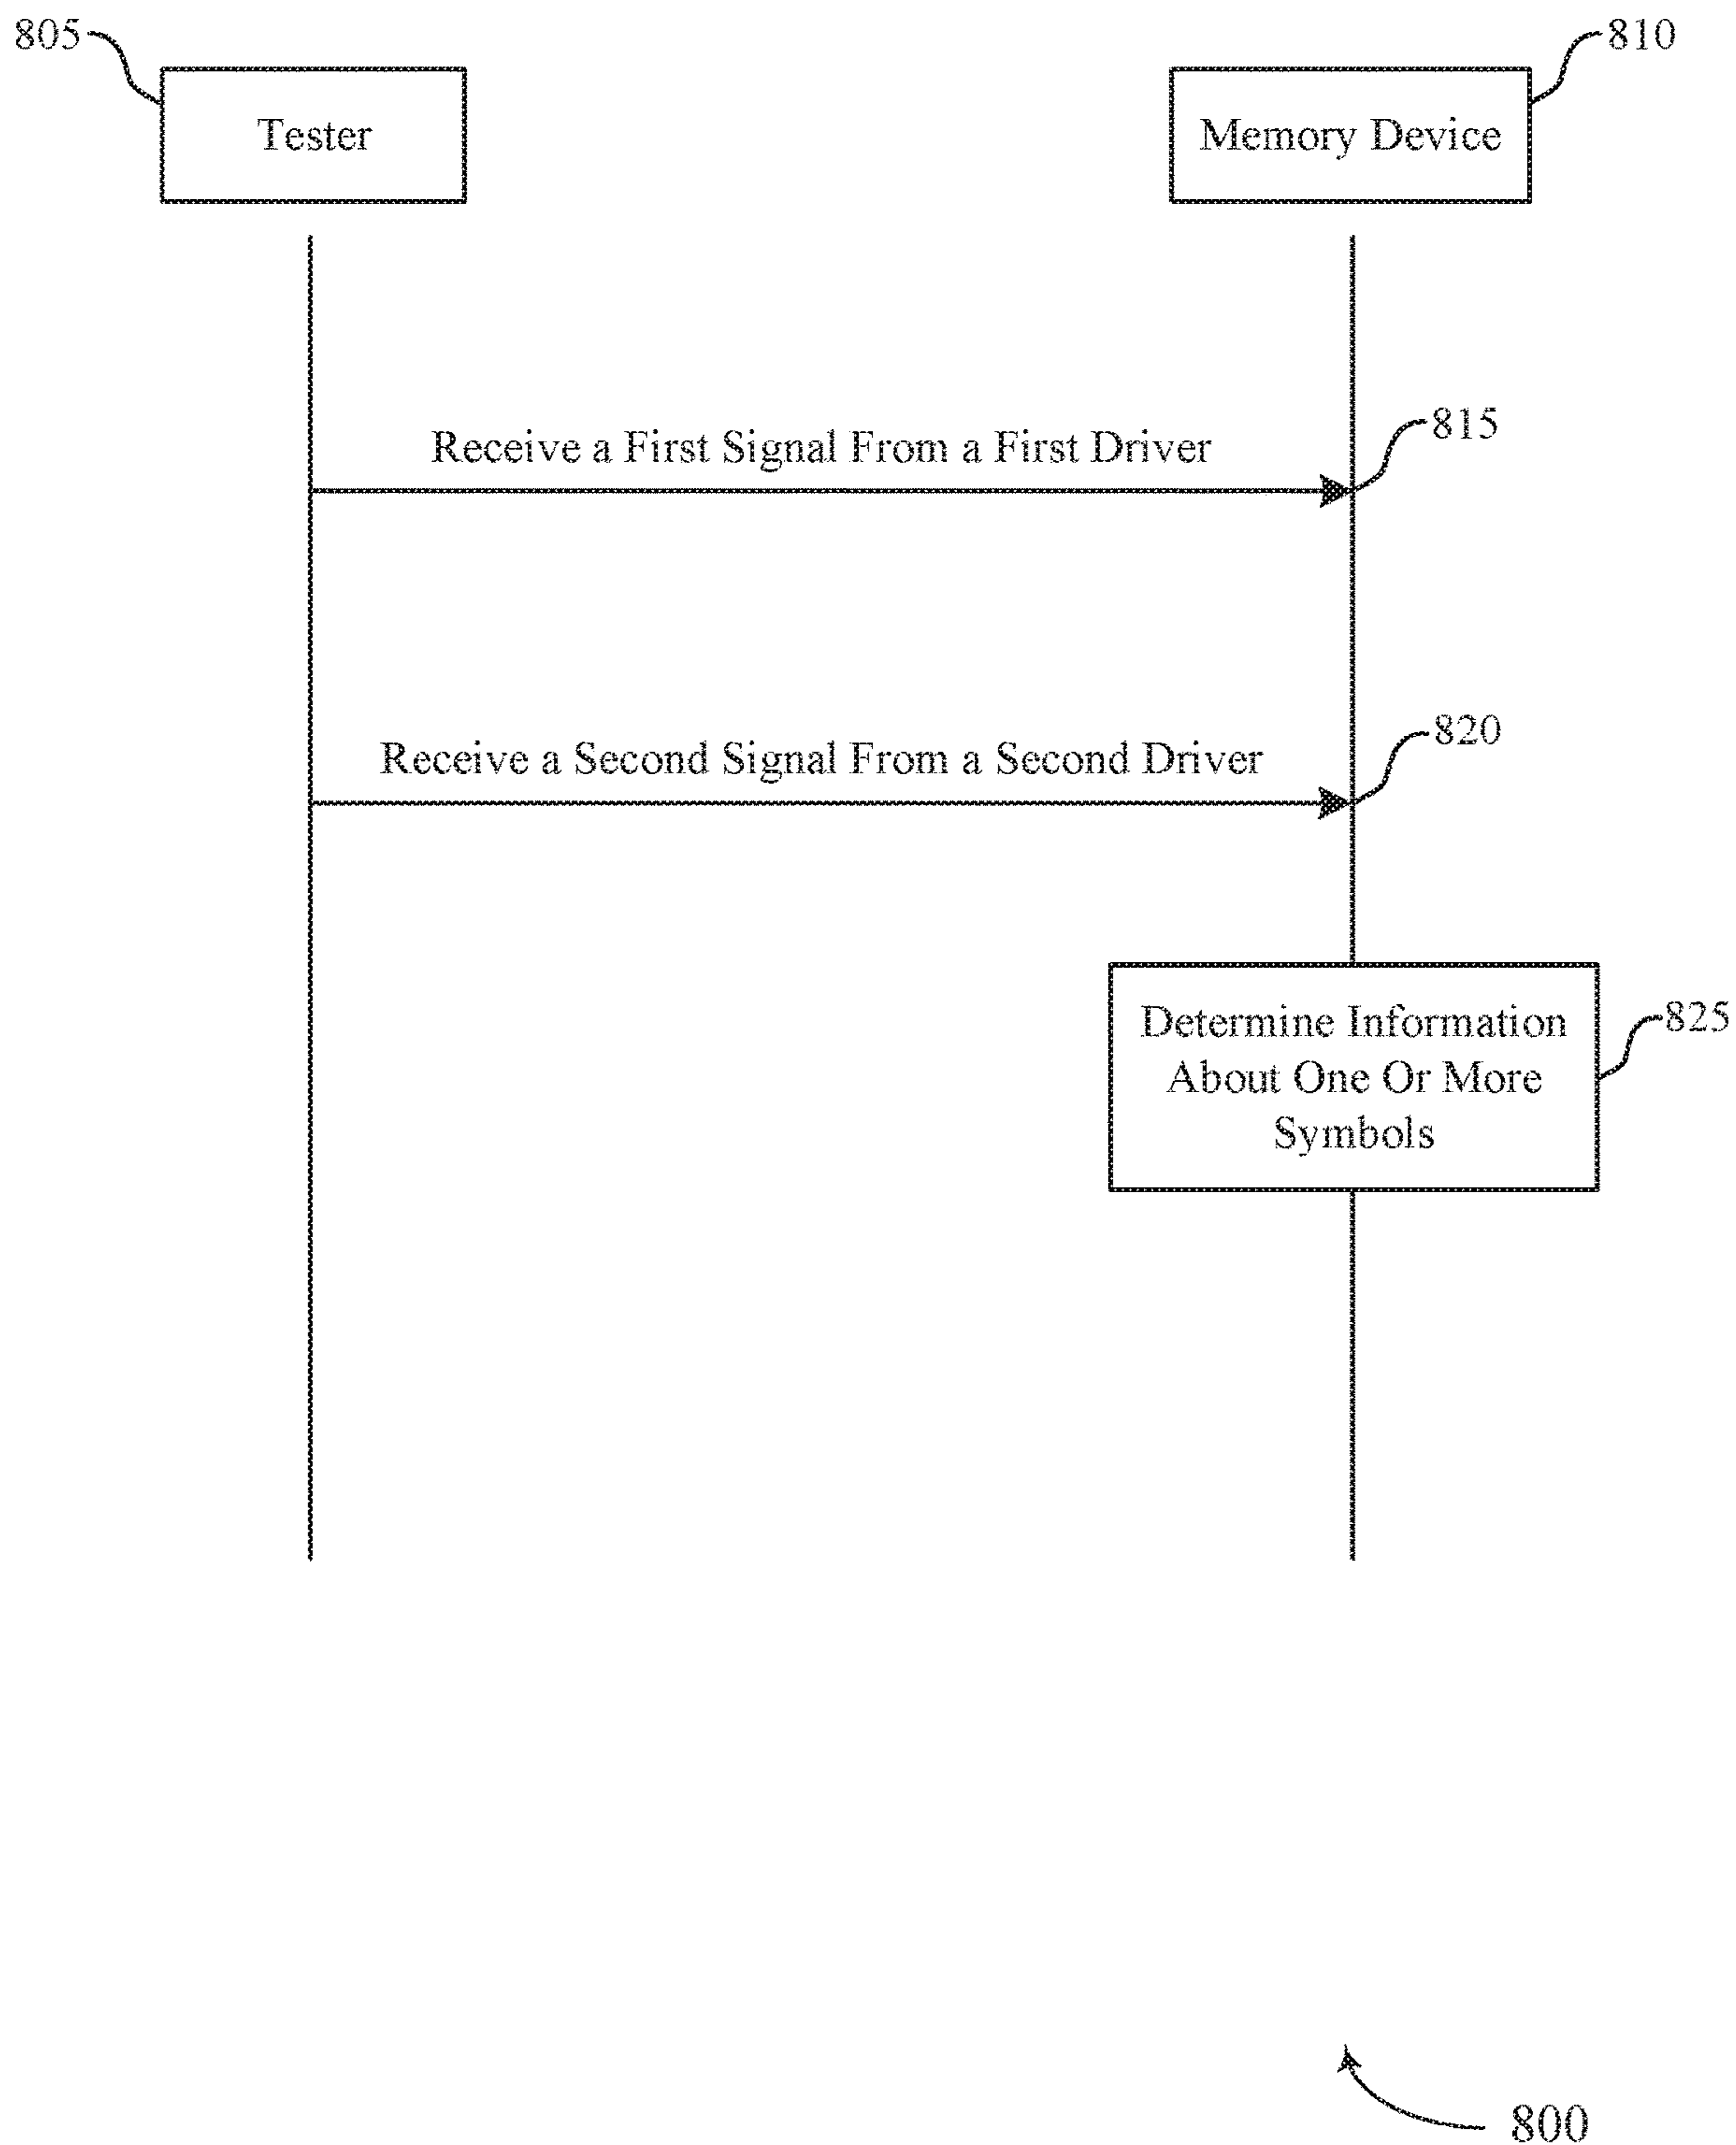 805
810
Tester
Memory Device
815
Receive a First Signal From a First Driver
820
Receive a Second Signal From a Second Driver
Determine Information
About One Or More
Symbols
825
800